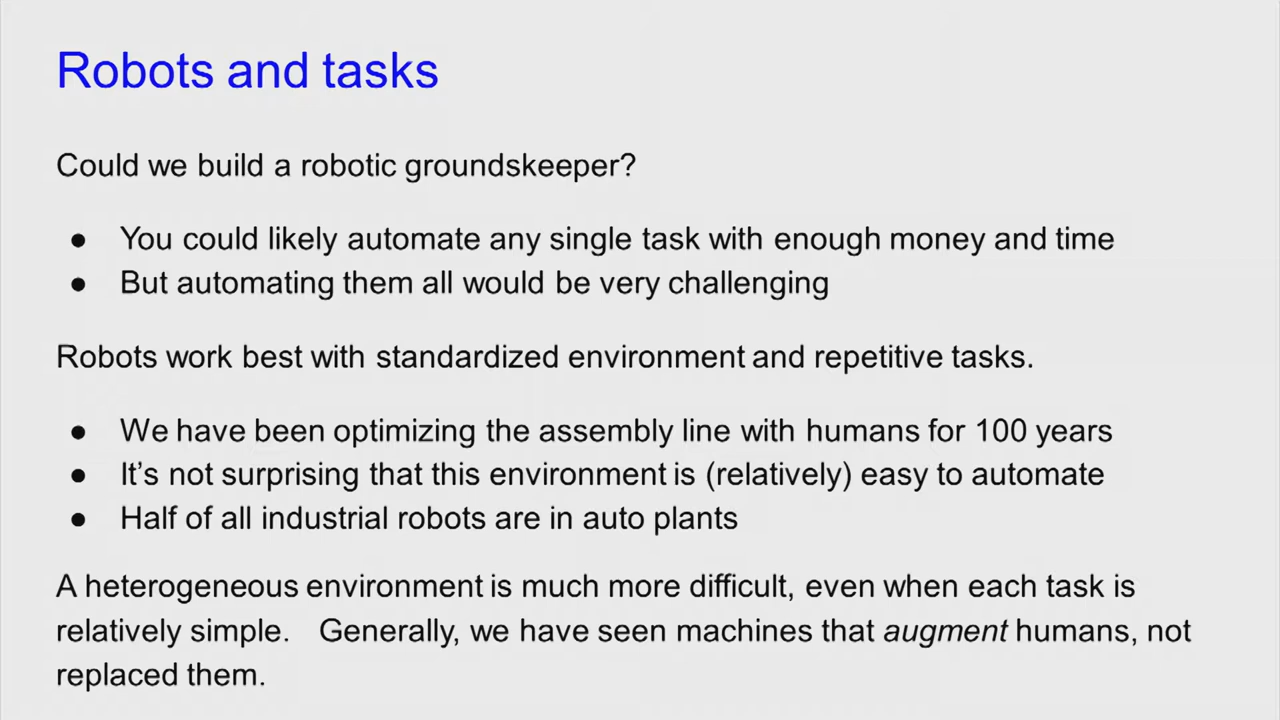 Robots and tasks
Could we build a robotic groundskeeper?
● You could likely automate any single task with enough money and time
● But automating them all would be very challenging
Robots work best with standardized environment and repetitive tasks.
● We have been optimizing the assembly line with humans for 100 years
● It's not surprising that this environment is (relatively) easy to automate
● Half of all industrial robots are in auto plants
A heterogeneous environment is much more difficult, even when each task is
relatively simple. Generally, we have seen machines that augment humans, not
replaced them.